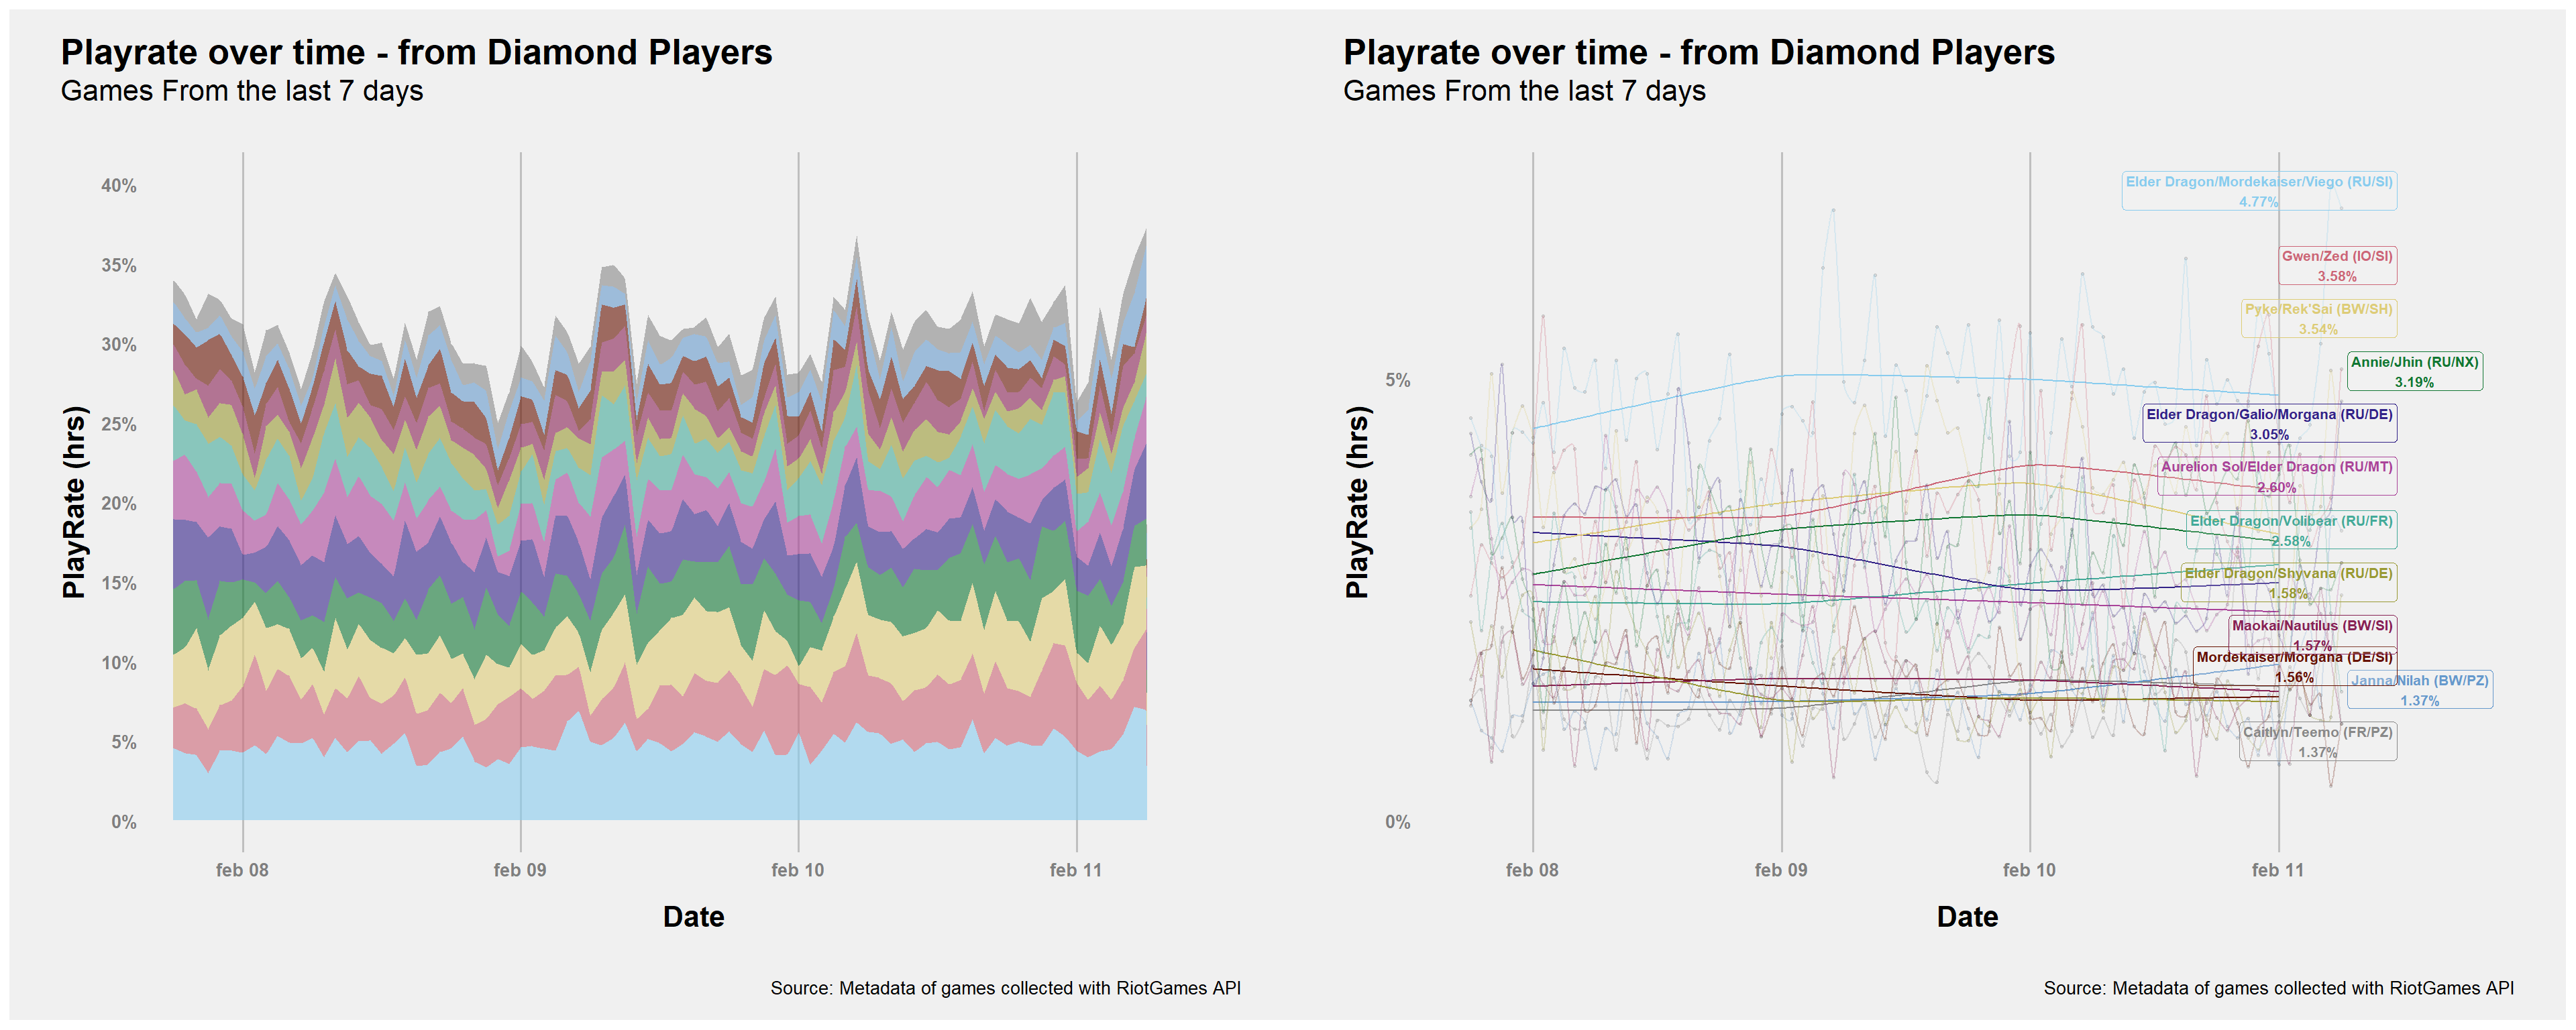 Playrate over time - from Diamond Players
Games From the last 7 days
PlayRate (hrs)
40%
35%
30%
25%
20%
15%
10%
5%
0%
feb 08
feb 09
feb 10
feb 11
Date
Source: Metadata of games collected with RiotGames API
Playrate over time - from Diamond Players
Games From the last 7 days
PlayRate (hrs)
5%
0%
Elder Dragon/Mordekaiser/Viego (RU/SI)
4.77%
Gwen/Zed (IO/SI)
3.58%
Pyke/Rek'Sai (BW/SH)
3.54%
Annie/Jhin (RU/NX)
3.19%
Elder Dragon/Galio/Morgana (RU/DE)
3.05%
Aurelion Sol/Elder Dragon (RU/MT)
2.60%
Elder Dragon/Volibear (RU/FR)
2.58%
Elder Dragon/Shyvana (RU/DE)
1.58%
Maokai/Nautilus (BW/SI)
1.57%
Mordekaiser/Morgana (DE/SI)
1.56%
Janna/Nilah (BW/PZ)
1.37%
Caitlyn/Teemo (FR/PZ)
1.37%
feb 08
feb 09
feb 10
feb 11
Date
Source: Metadata of games collected with RiotGames API